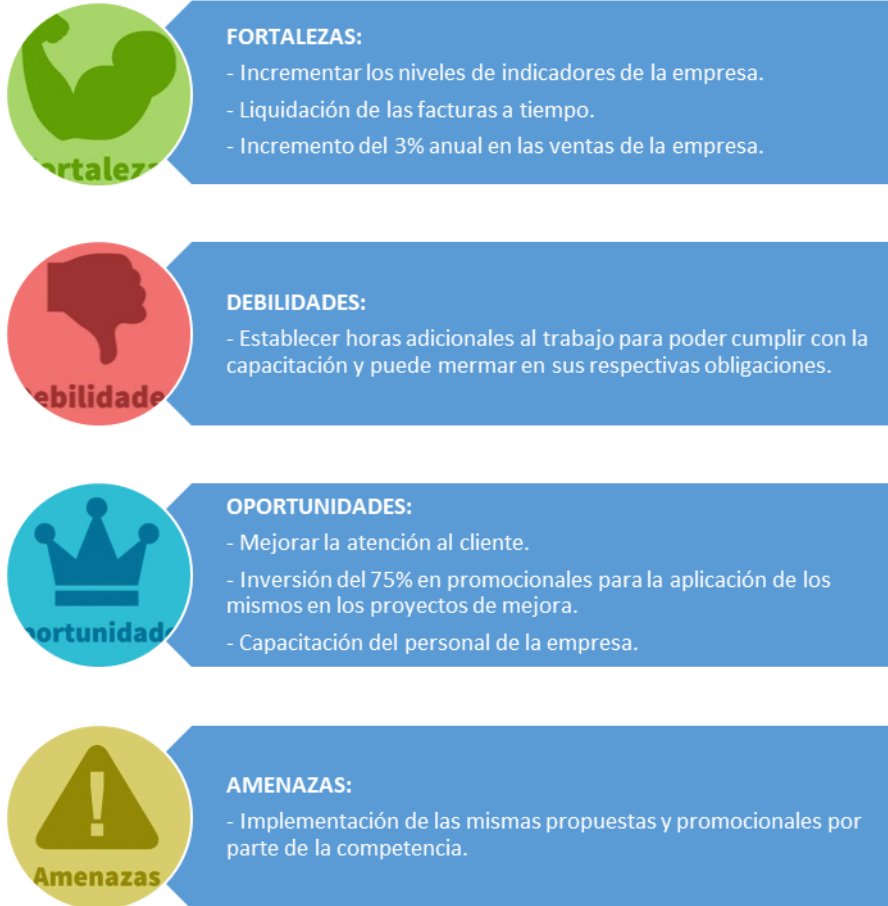 FORTALEZAS:
- Incrementar los niveles de indicadores de la empresa.
- Liquidación de las facturas a tiempo.
- Incremento del 3% anual en las ventas de la empresa.
ortalez
DEBILIDADES:
- Establecer horas adicionales al trabajo para poder cumplir con la
capacitación y puede mermar en sus respectivas obligaciones.
ebilidade
OPORTUNIDADES:
- Mejorar la atención al cliente.
- Inversión del 75% en promocionales para la aplicación de los
mismos en los proyectos de mejora.
- Capacitación del personal de la empresa.
portunidade
AMENAZAS:
- Implementación de las mismas propuestas y promocionales por
parte de la competencia.
Amenazas